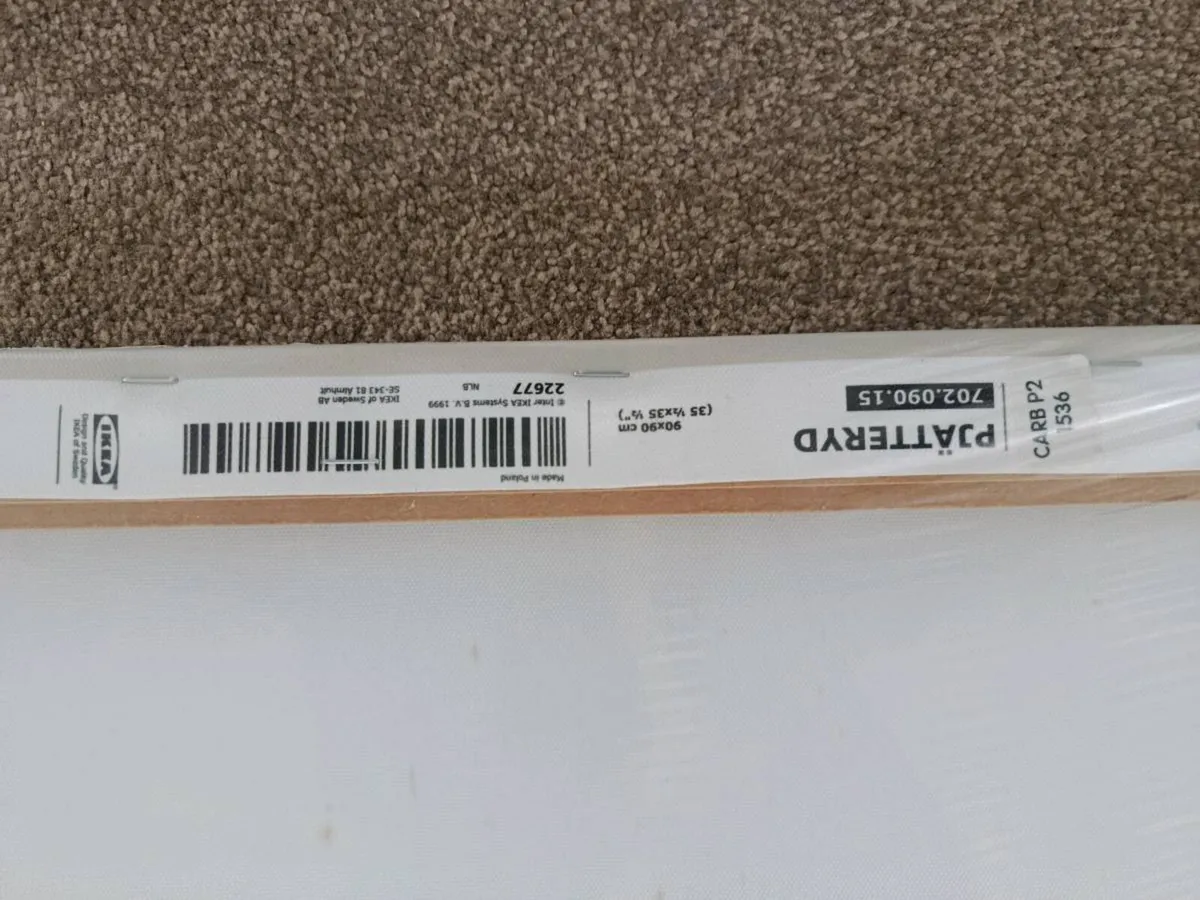 CARB P2
1536
PJÄTTERYD
702.090.15
90x90 cm
(35 ½x35 ½")
Made in Poland
© Inter IKEA Systems B.V. 1999
22677
NLB
IKEA of Sweden AB
SE-343 81 Älmhult
IKEA
Design and Quality
IKEA of Sweden